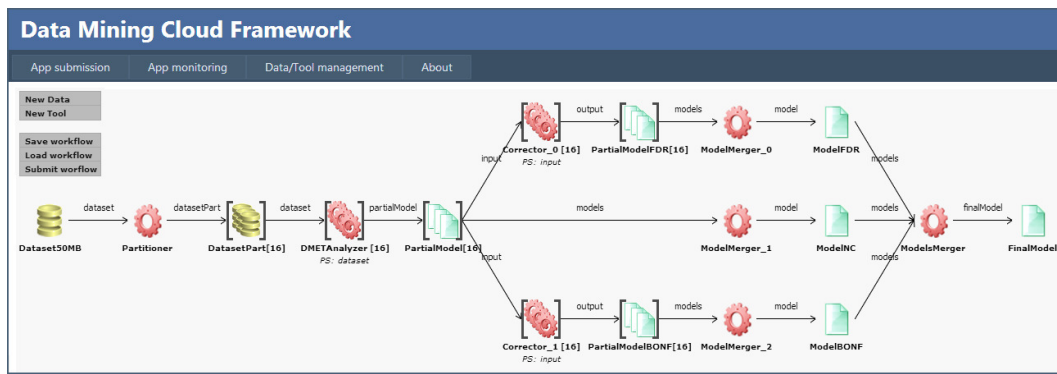 Data Mining Cloud Framework
App submission
App monitoring
Data/Tool management
About
New Data
New Tool
Save workflow
Load workflow
Submit worflow
output
models
model
Corrector_0 [16]
PartialModelFDR[16]
ModelMerger_0
ModelFDR
PS: input
input
models
dataset
datasetPart
dataset
partialModel
models
model
models
finalModel
Dataset50MB
Partitioner
DatasetPart[16]
DMETAnalyzer [16]
PartialModel[16]
ModelMerger_1
ModelNC
ModelsMerger
FinalModel
PS: dataset
input
models
output
models
model
Corrector_1 [16]
PartialModelBONF[16]
ModelMerger_2
ModelBONF
PS: input